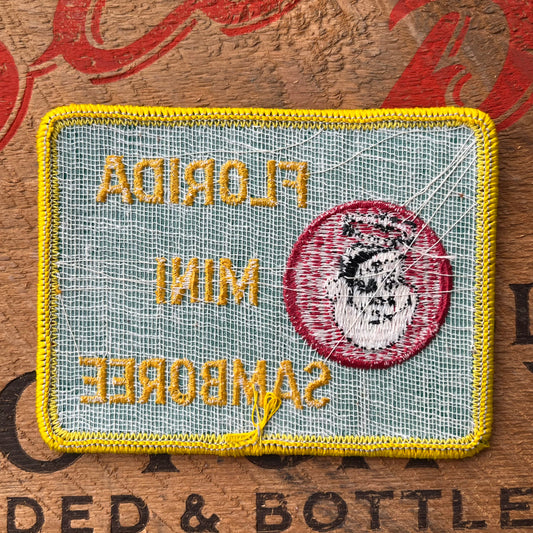 FLORIDA
MINI
SAMBOREE
DED & BOTTLE